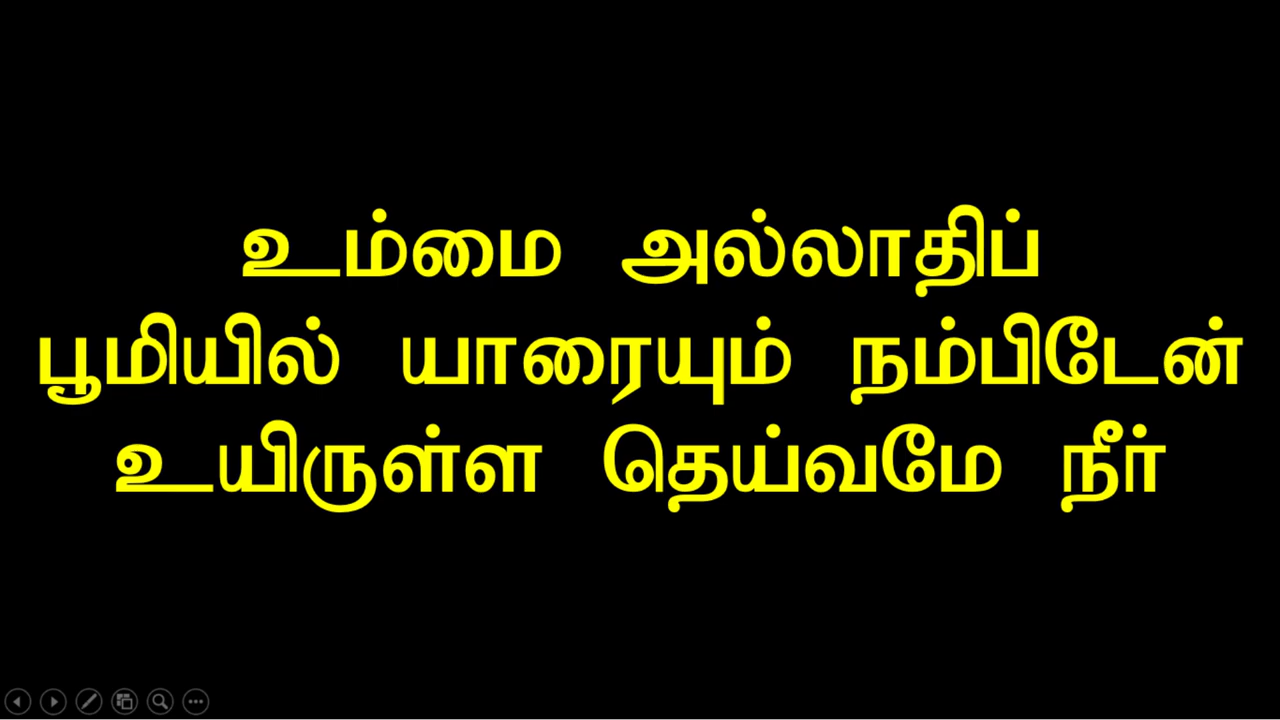 உம்மை அல்லாதிப்
பூமியில் யாரையும் நம்பிடேன்
உயிருள்ள தெய்வமே நீர்